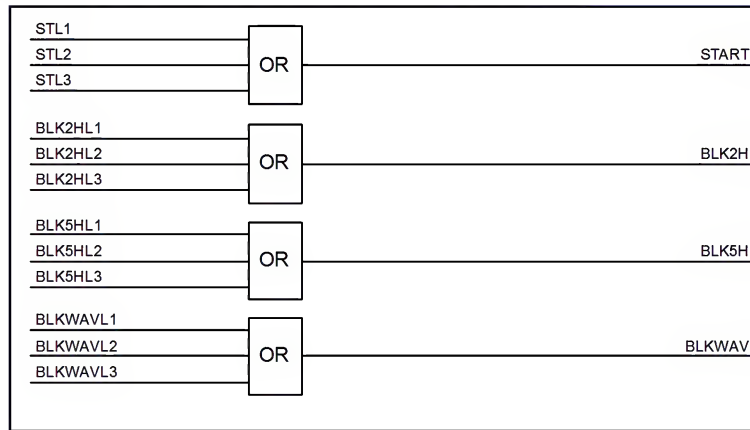 STL1
STL2
STL3
OR
START
BLK2HL1
BLK2HL2
BLK2HL3
OR
BLK2H
BLK5HL1
BLK5HL2
BLK5HL3
OR
BLK5H
BLKWAVL1
BLKWAVL2
BLKWAVL3
OR
BLKWAV